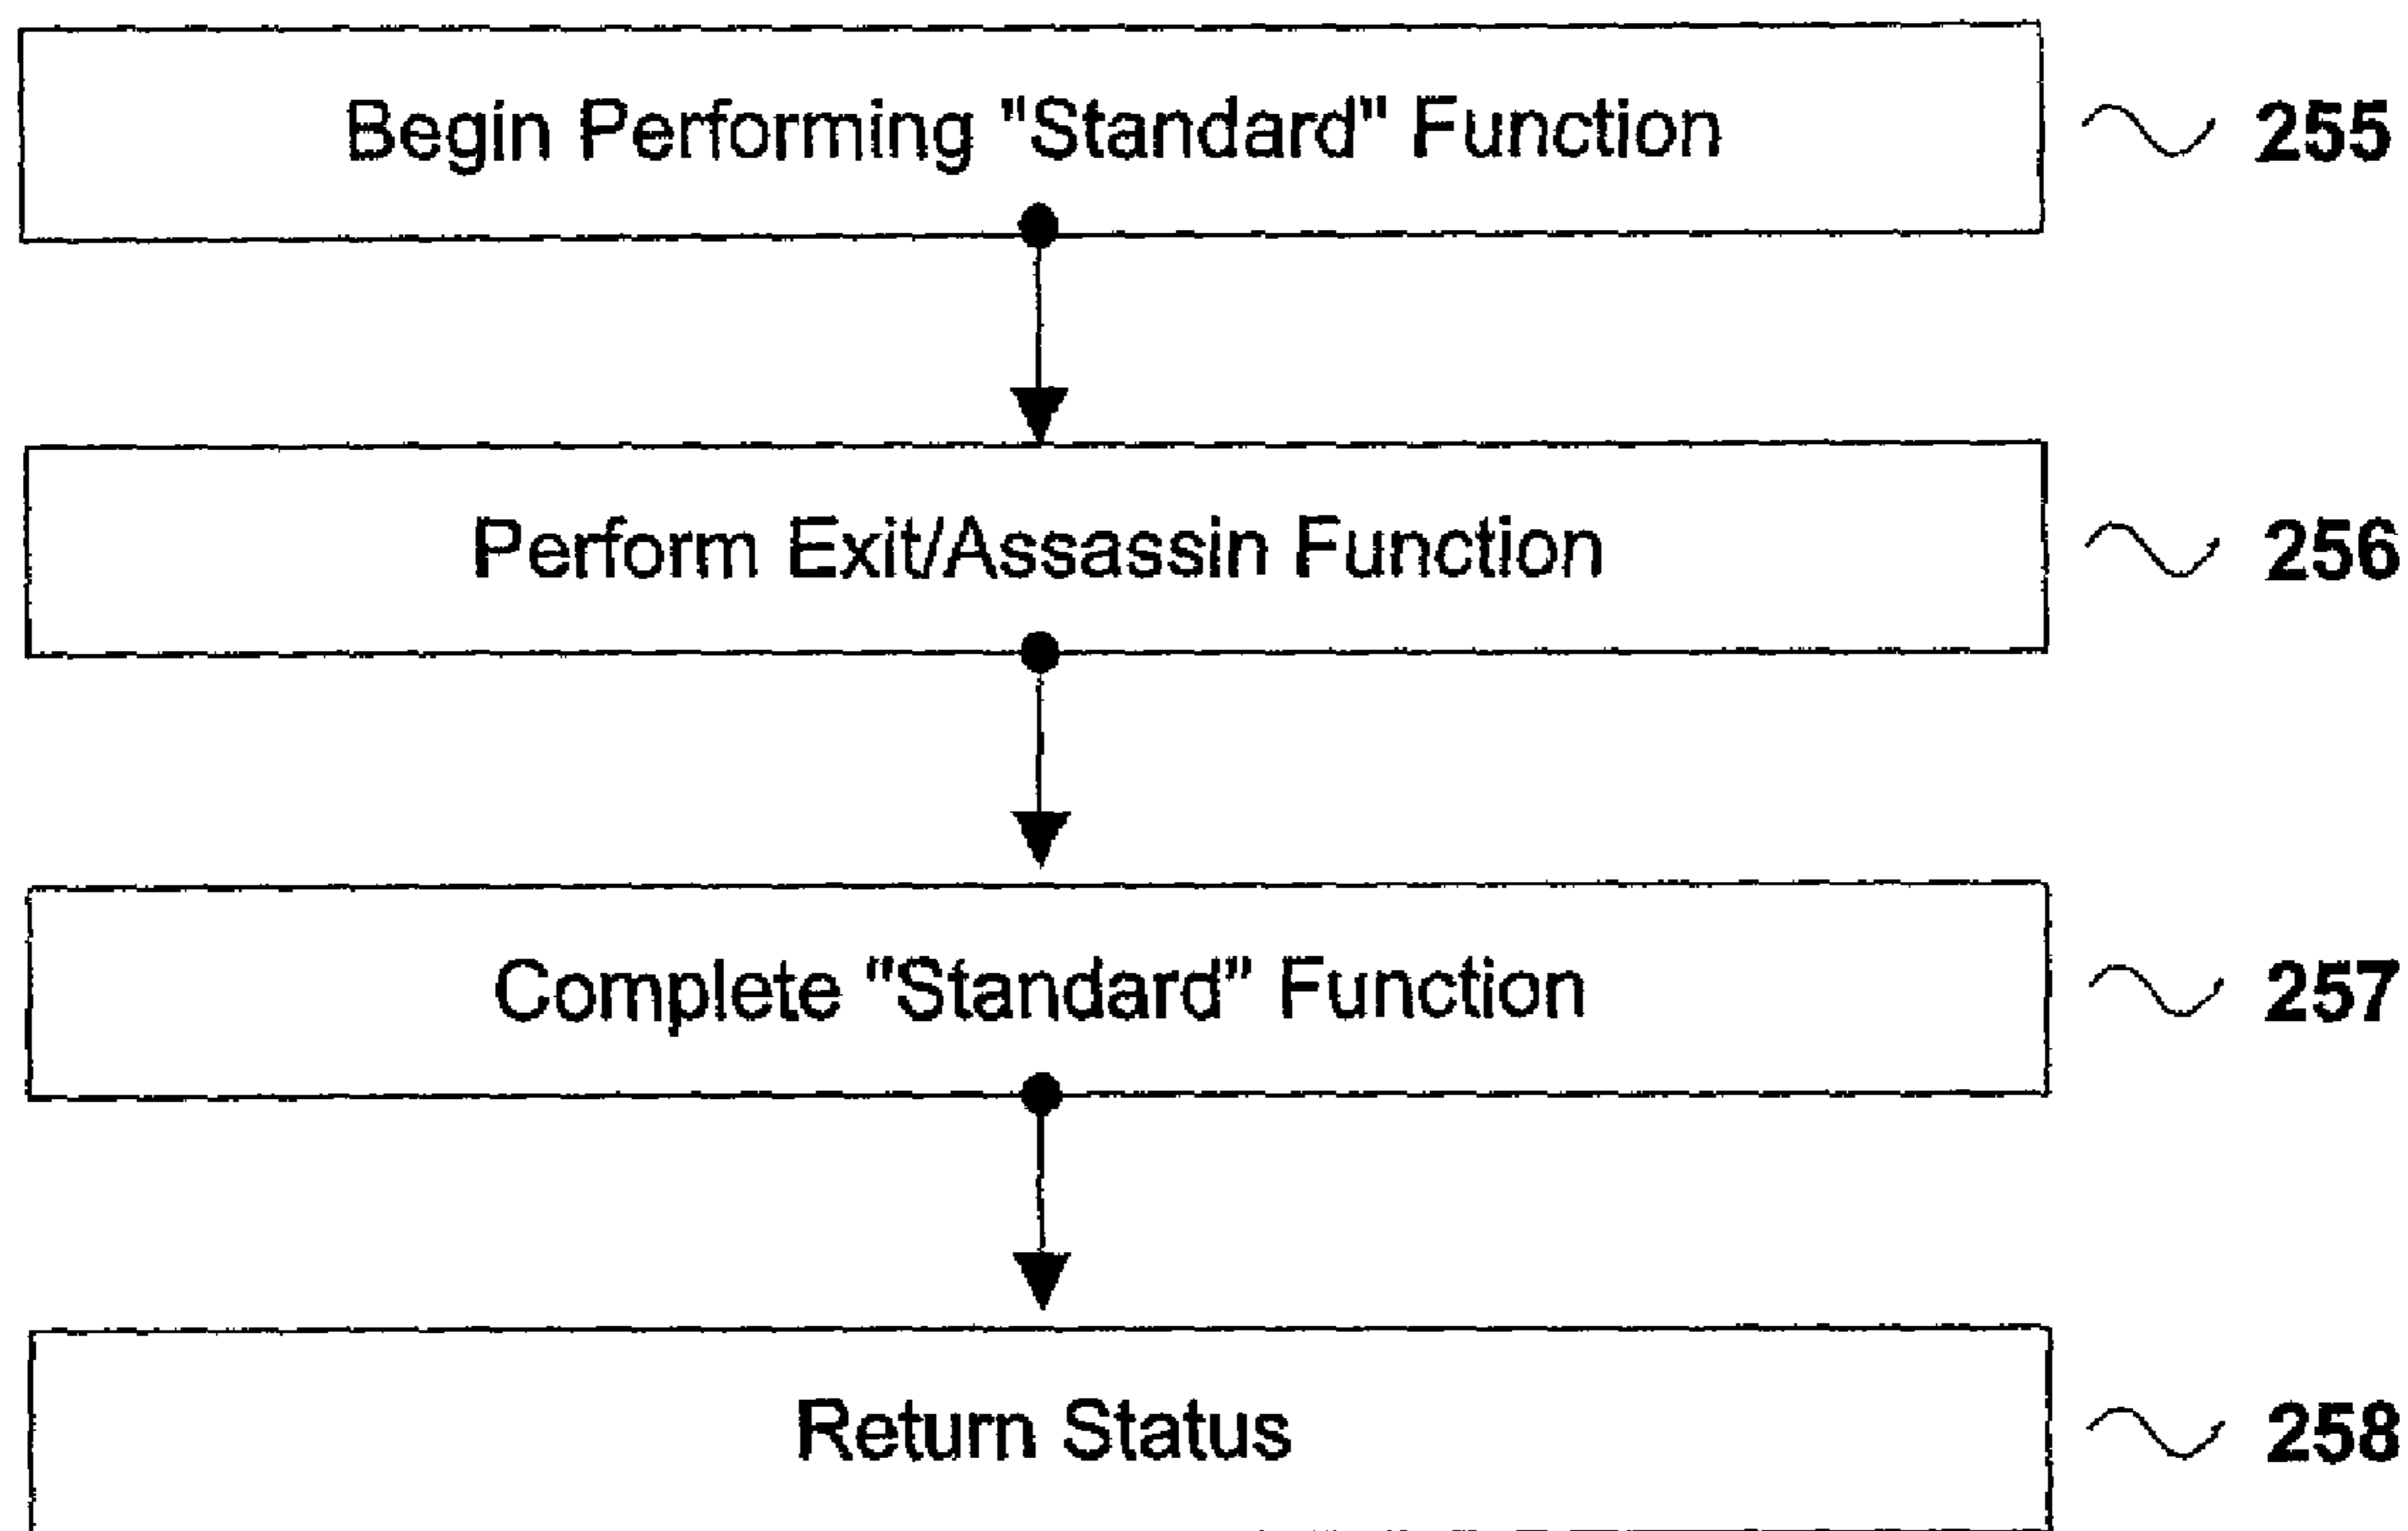 Begin Performing "Standard" Function 255
Perform Exit/Assassin Function 256
Complete "Standard" Function 257
Return Status 258